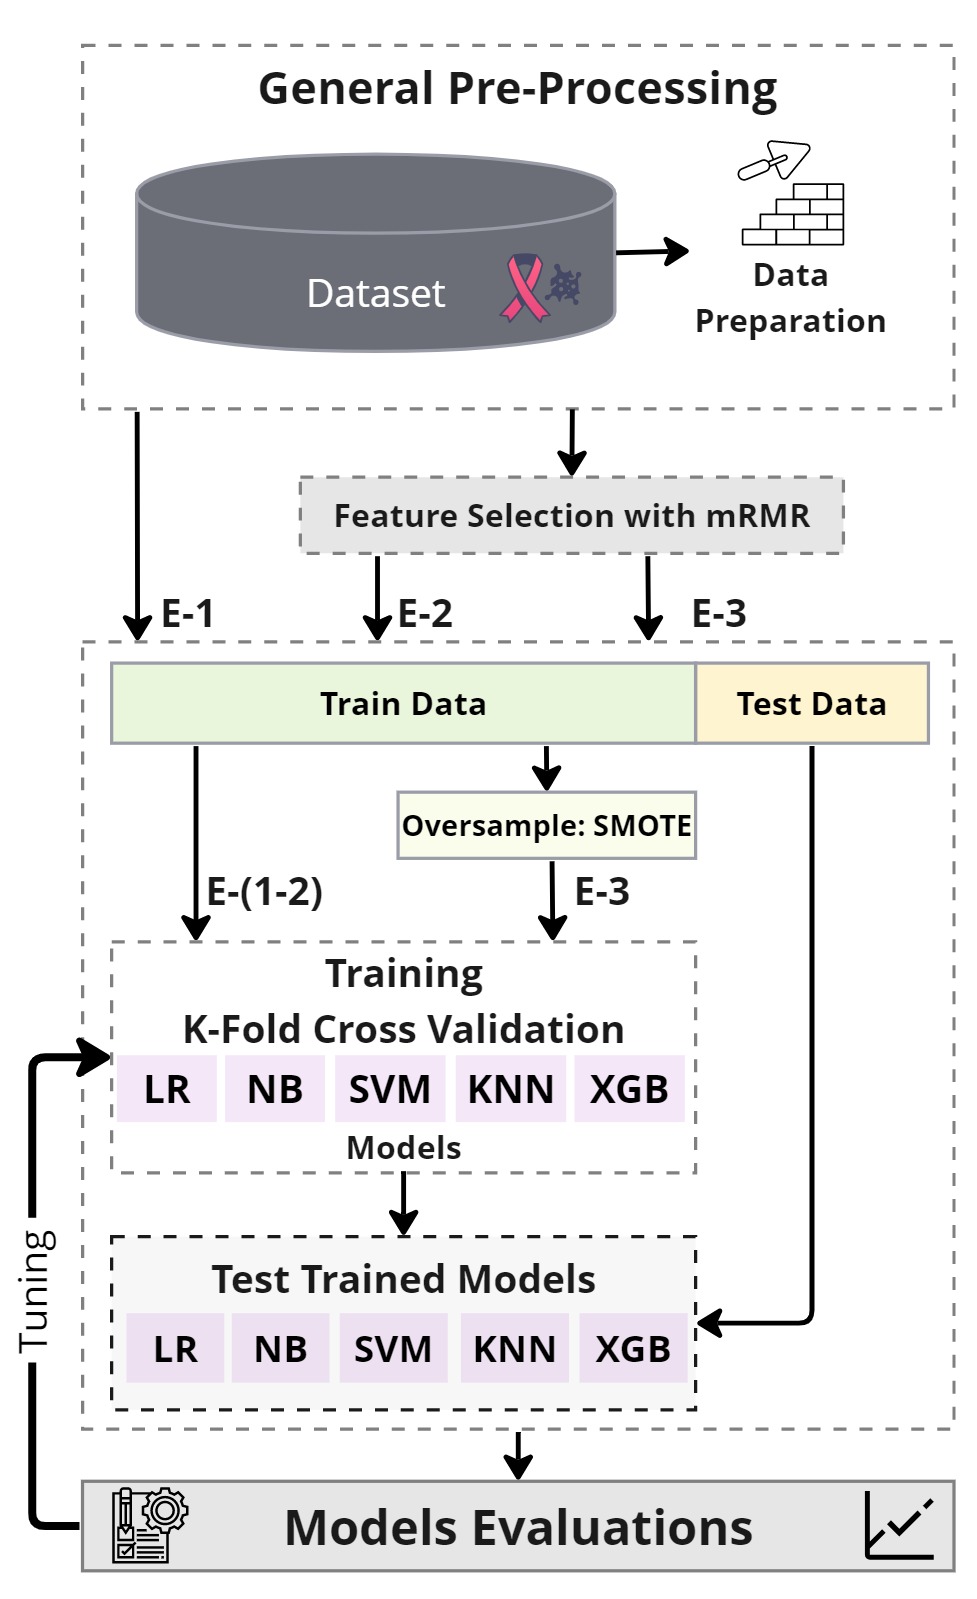 General Pre-Processing
Dataset
Data
Preparation
Feature Selection with mRMR
E-1
E-2
E-3
Train Data
Test Data
Oversample: SMOTE
E-(1-2)
E-3
Training
K-Fold Cross Validation
LR NB SVM KNN XGB
Models
Tuning
Test Trained Models
LR NB SVM KNN XGB
Models Evaluations